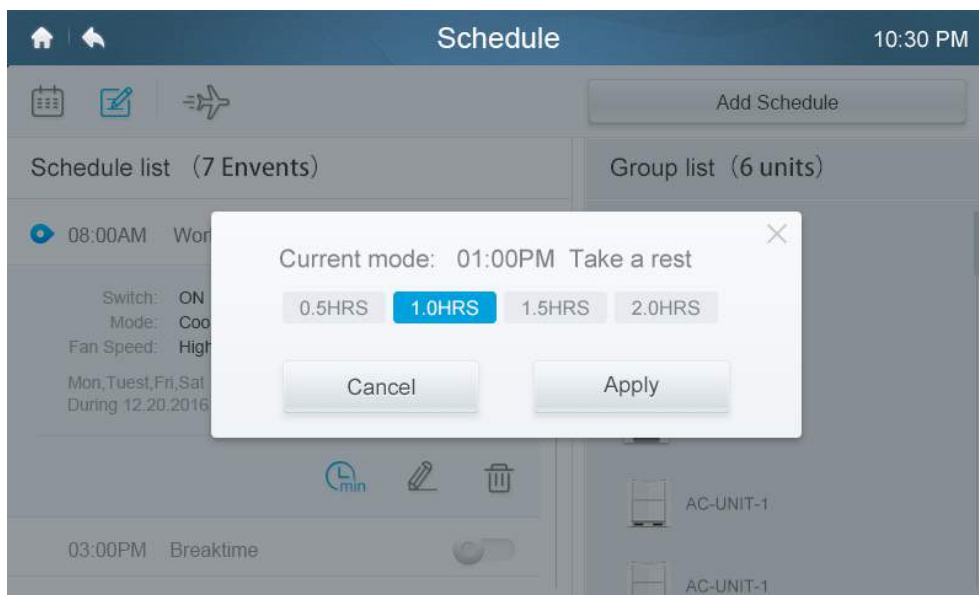 Schedule
10:30 PM
Add Schedule
Schedule list (7 Envents)
Group list (6 units)
08:00AM
Current mode: 01:00PM Take a rest
0.5HRS 1.0HRS 1.5HRS 2.0HRS
Cancel Apply
Switch: ON
Mode:
Fan Speed:
Mon,Tuest,Fri,Sat
During 12.20.2016
min
AC-UNIT-1
03:00PM Breaktime
AC-UNIT-1